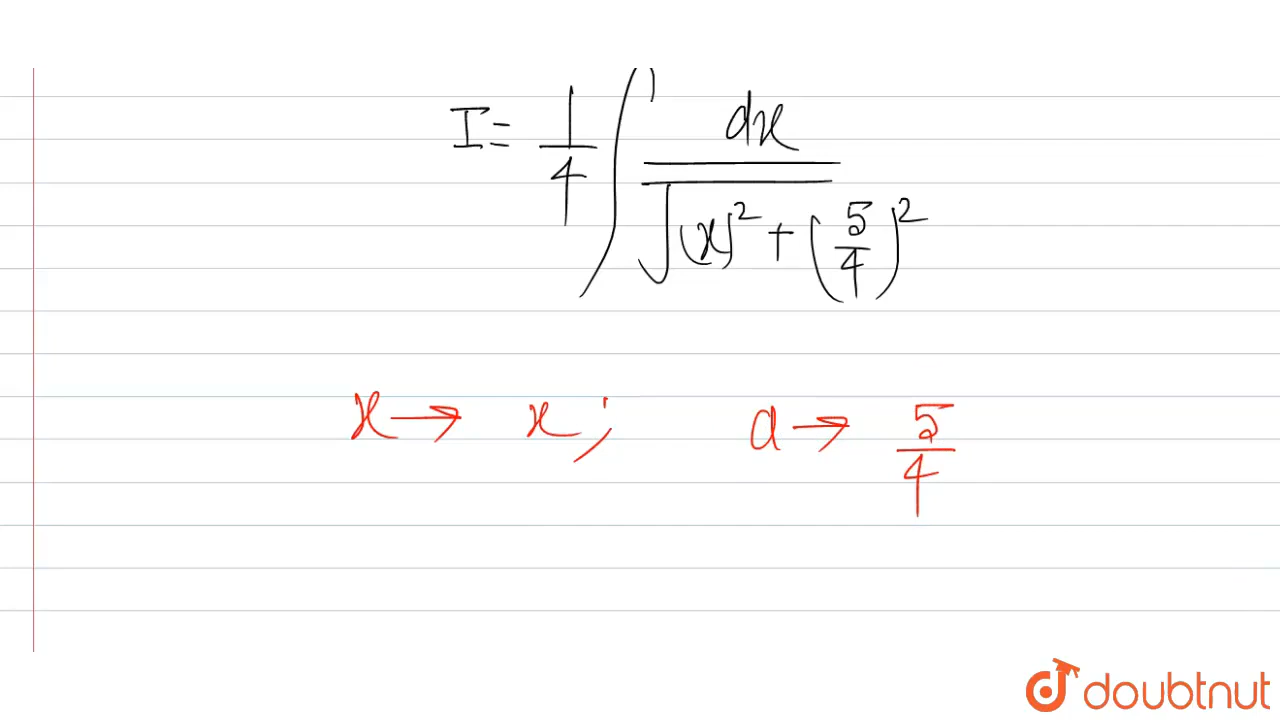 I = 1/4 ∫ dx / √((x)² + (5/4)²)
x → x ; a → 5/4
doubtnut